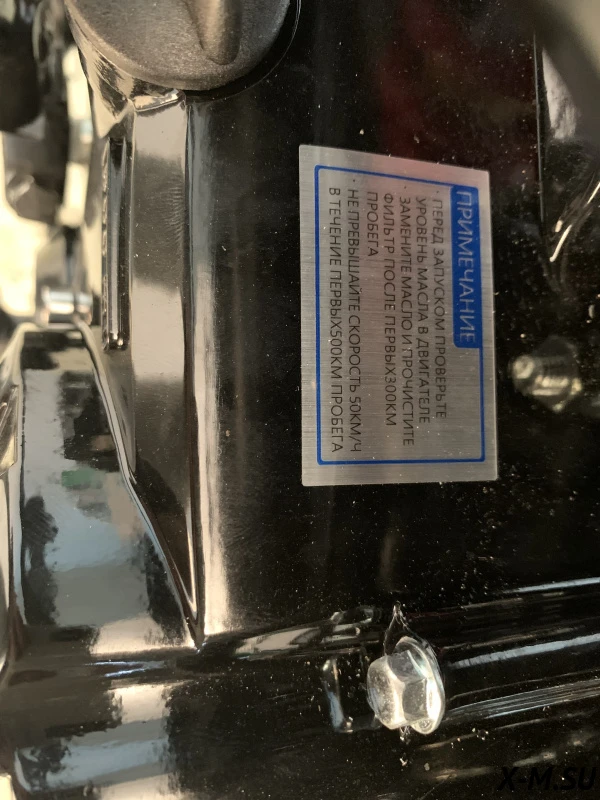 ПРИМЕЧАНИЕ
· ПЕРЕД ЗАПУСКОМ ПРОВЕРЬТЕ
УРОВЕНЬ МАСЛА В ДВИГАТЕЛЕ
ЗАМЕНИТЕ МАСЛО И ПРОЧИСТИТЕ
ФИЛЬТР ПОСЛЕ ПЕРВЫХ300КМ
ПРОБЕГА
· НЕ ПРЕВЫШАЙТЕ СКОРОСТЬ 50КМ/Ч
В ТЕЧЕНИЕ ПЕРВЫХ500КМ ПРОБЕГА
X-M.SU